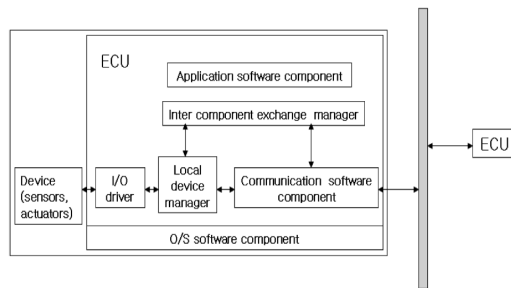 ECU
Application software component
Inter component exchange manager
Device
(sensors,
actuators)
I/O
driver
Local
device
manager
Communication software
component
O/S software component
ECU